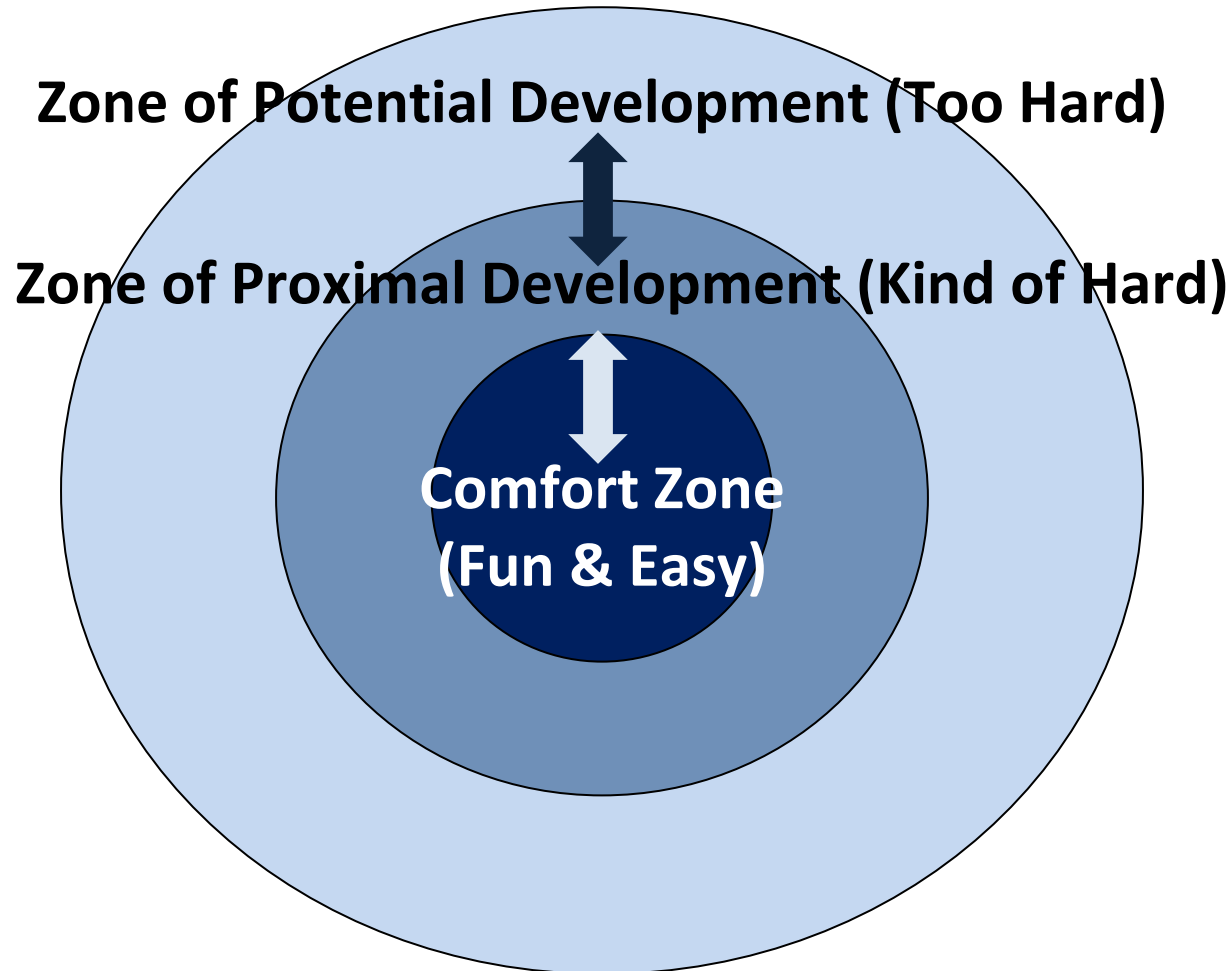 Zone of Potential Development (Too Hard)
Zone of Proximal Development (Kind of Hard)
Comfort Zone
(Fun & Easy)